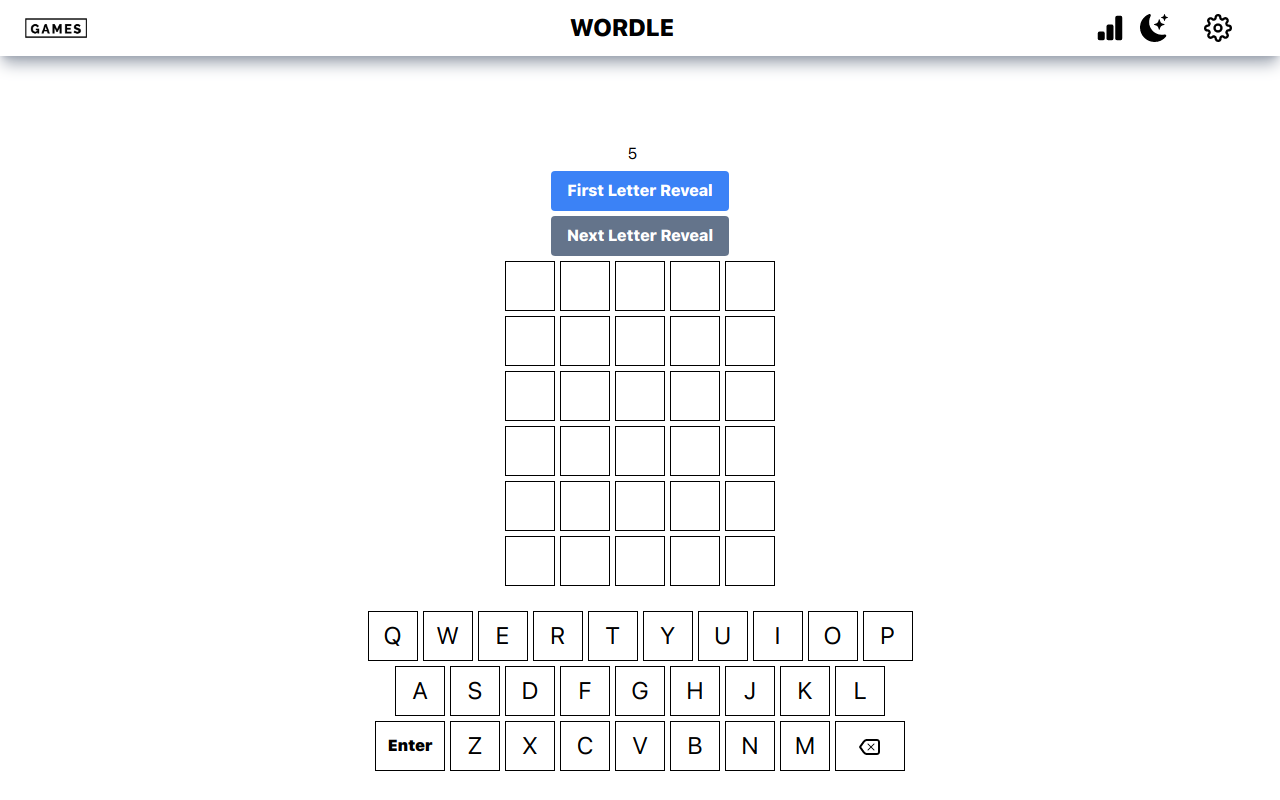 GAMES WORDLE
5
First Letter Reveal
Next Letter Reveal
Q W E R T Y U I O P
A S D F G H J K L
Enter Z X C V B N M